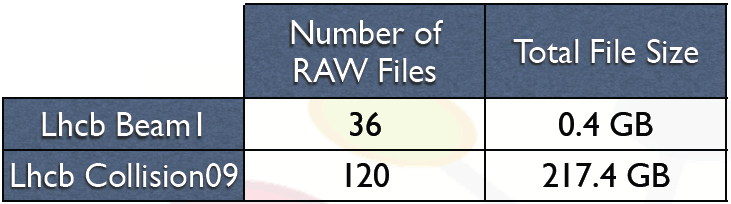 Number of RAW Files Total File Size
Lhcb Beam1 36 0.4 GB
Lhcb Collision09 120 217.4 GB